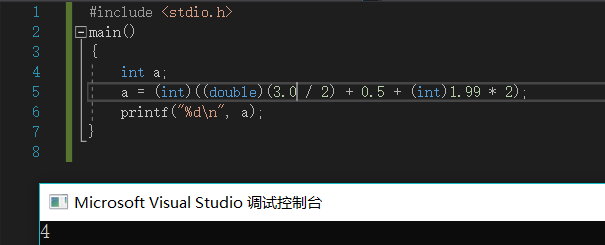 1 #include <stdio.h>
2 main()
3 {
4 int a;
5 a = (int)((double)(3.0 / 2) + 0.5 + (int)1.99 * 2);
6 printf("%d\n", a);
7 }
8
Microsoft Visual Studio 调试控制台
4